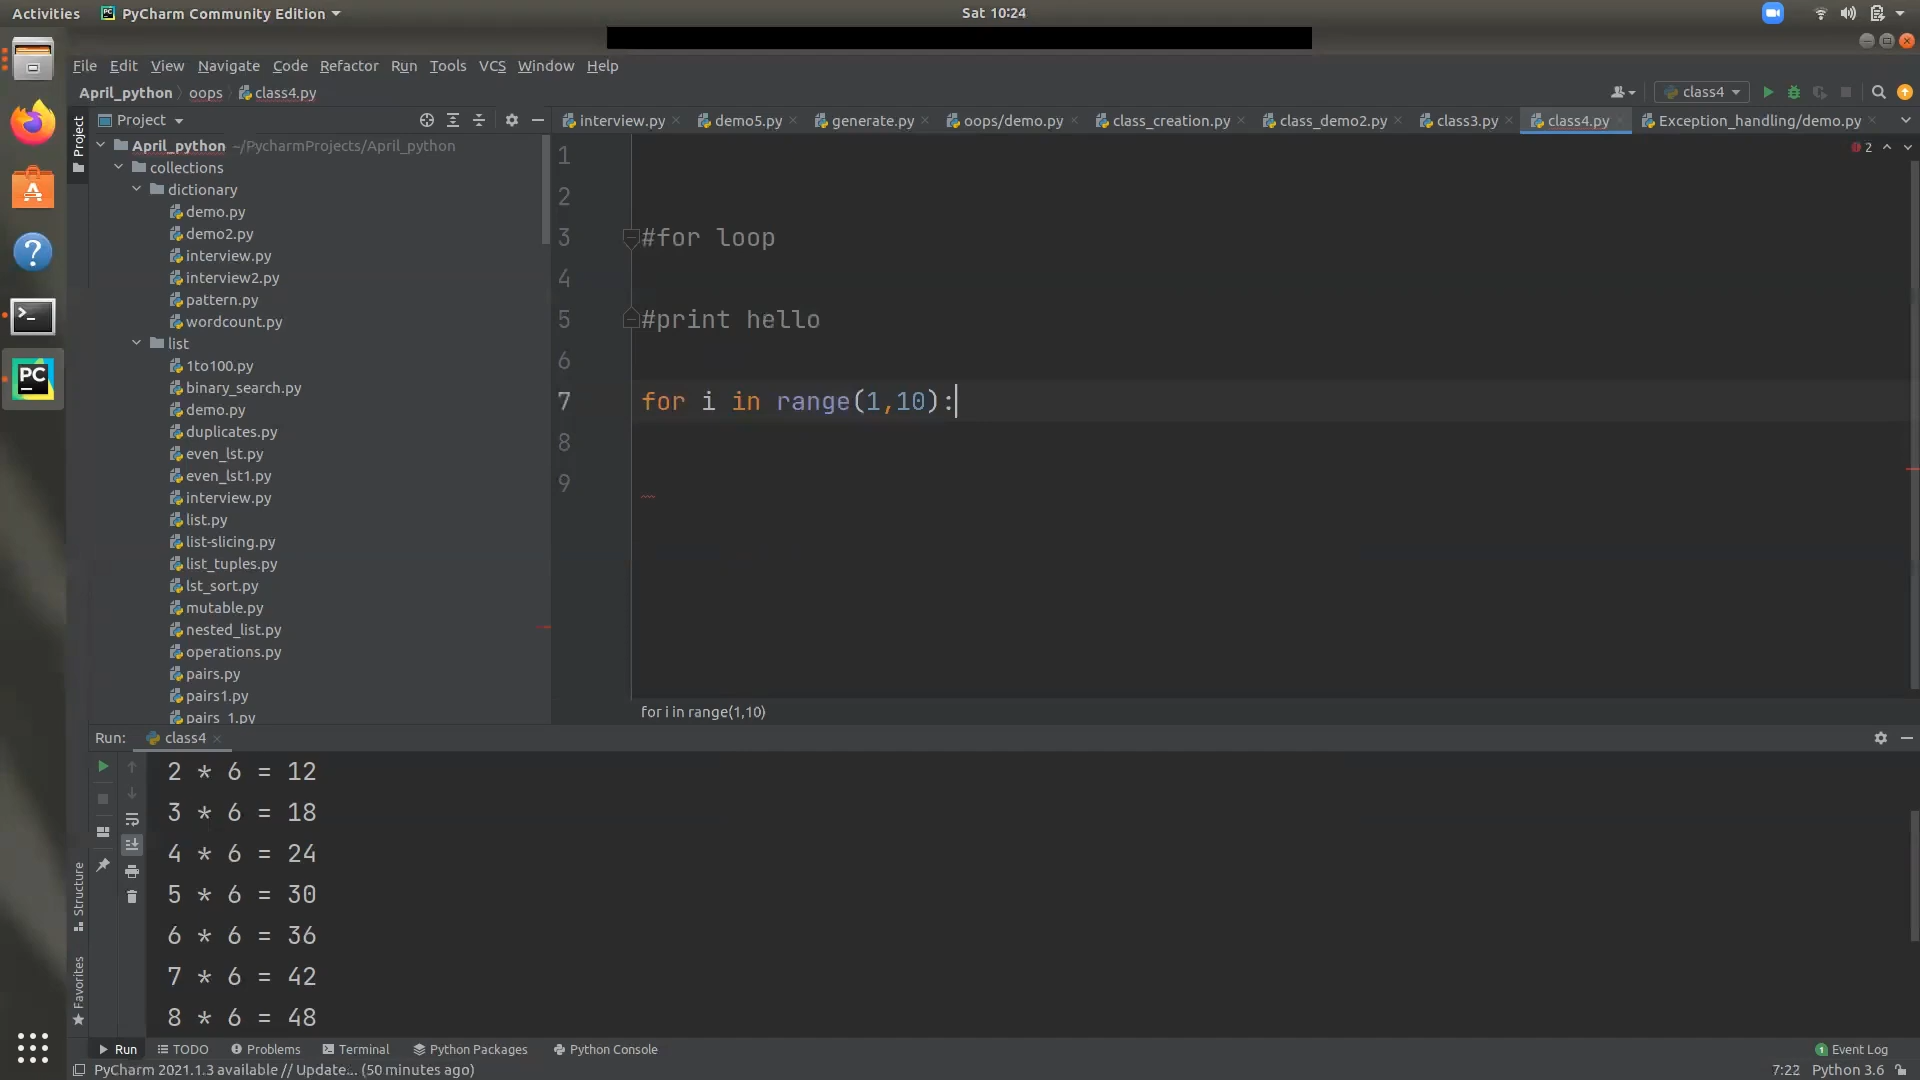 Activities PyCharm Community Edition Sat 10:24
File Edit View Navigate Code Refactor Run Tools VCS Window Help
April_python oops class4.py class4
Project interview.py demo5.py generate.py oops/demo.py class_creation.py class_demo2.py class3.py class4.py Exception_handling/demo.py
Project
April_python ~/PycharmProjects/April_python
collections
dictionary
demo.py
demo2.py
interview.py
interview2.py
pattern.py
wordcount.py
list
1to100.py
binary_search.py
demo.py
duplicates.py
even_lst.py
even_lst1.py
interview.py
list.py
list-slicing.py
list_tuples.py
lst_sort.py
mutable.py
nested_list.py
operations.py
pairs.py
pairs1.py
pairs_1.py
2
1
2
3 #for loop
4
5 #print hello
6
7 for i in range(1,10):
8
9
for i in range(1,10)
Run: class4
2 * 6 = 12
3 * 6 = 18
4 * 6 = 24
5 * 6 = 30
6 * 6 = 36
7 * 6 = 42
8 * 6 = 48
Structure
Favorites
Run TODO Problems Terminal Python Packages Python Console 1 Event Log
PyCharm 2021.1.3 available // Update... (50 minutes ago) 7:22 Python 3.6
PC